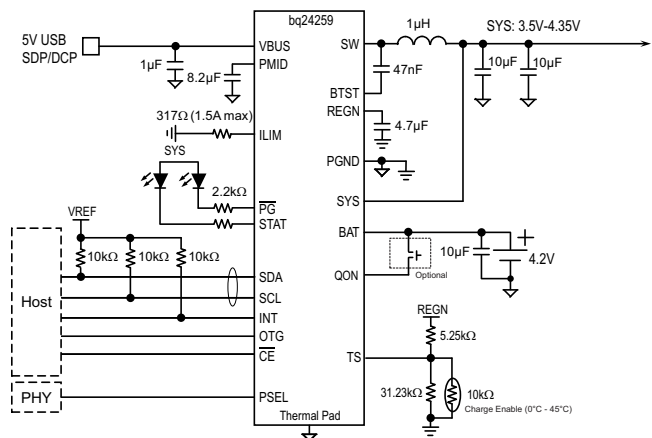 bq24259
5V USB
SDP/DCP
1µF
8.2µF
VBUS
PMID
317Ω (1.5A max)
ILIM
SYS
2.2kΩ
PG
STAT
VREF
10kΩ
10kΩ
10kΩ
Host
SDA
SCL
INT
OTG
CE
PHY
PSEL
Thermal Pad
SW
1µH
SYS: 3.5V-4.35V
10µF
10µF
47nF
BTST
REGN
4.7µF
PGND
SYS
BAT
QON
Optional
10µF
+
4.2V
REGN
5.25kΩ
TS
31.23kΩ
10kΩ
Charge Enable (0°C - 45°C)